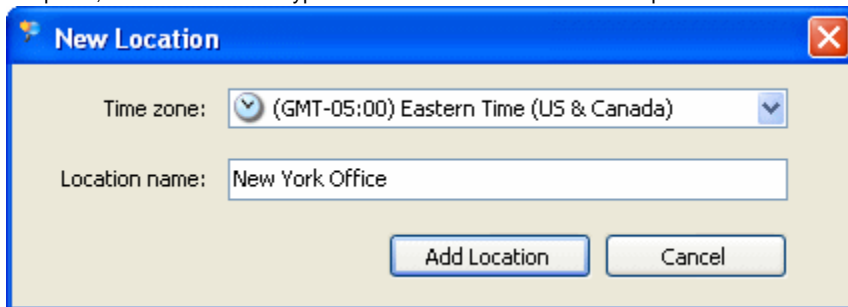 New Location
Time zone: (GMT-05:00) Eastern Time (US & Canada)
Location name: New York Office
Add Location Cancel